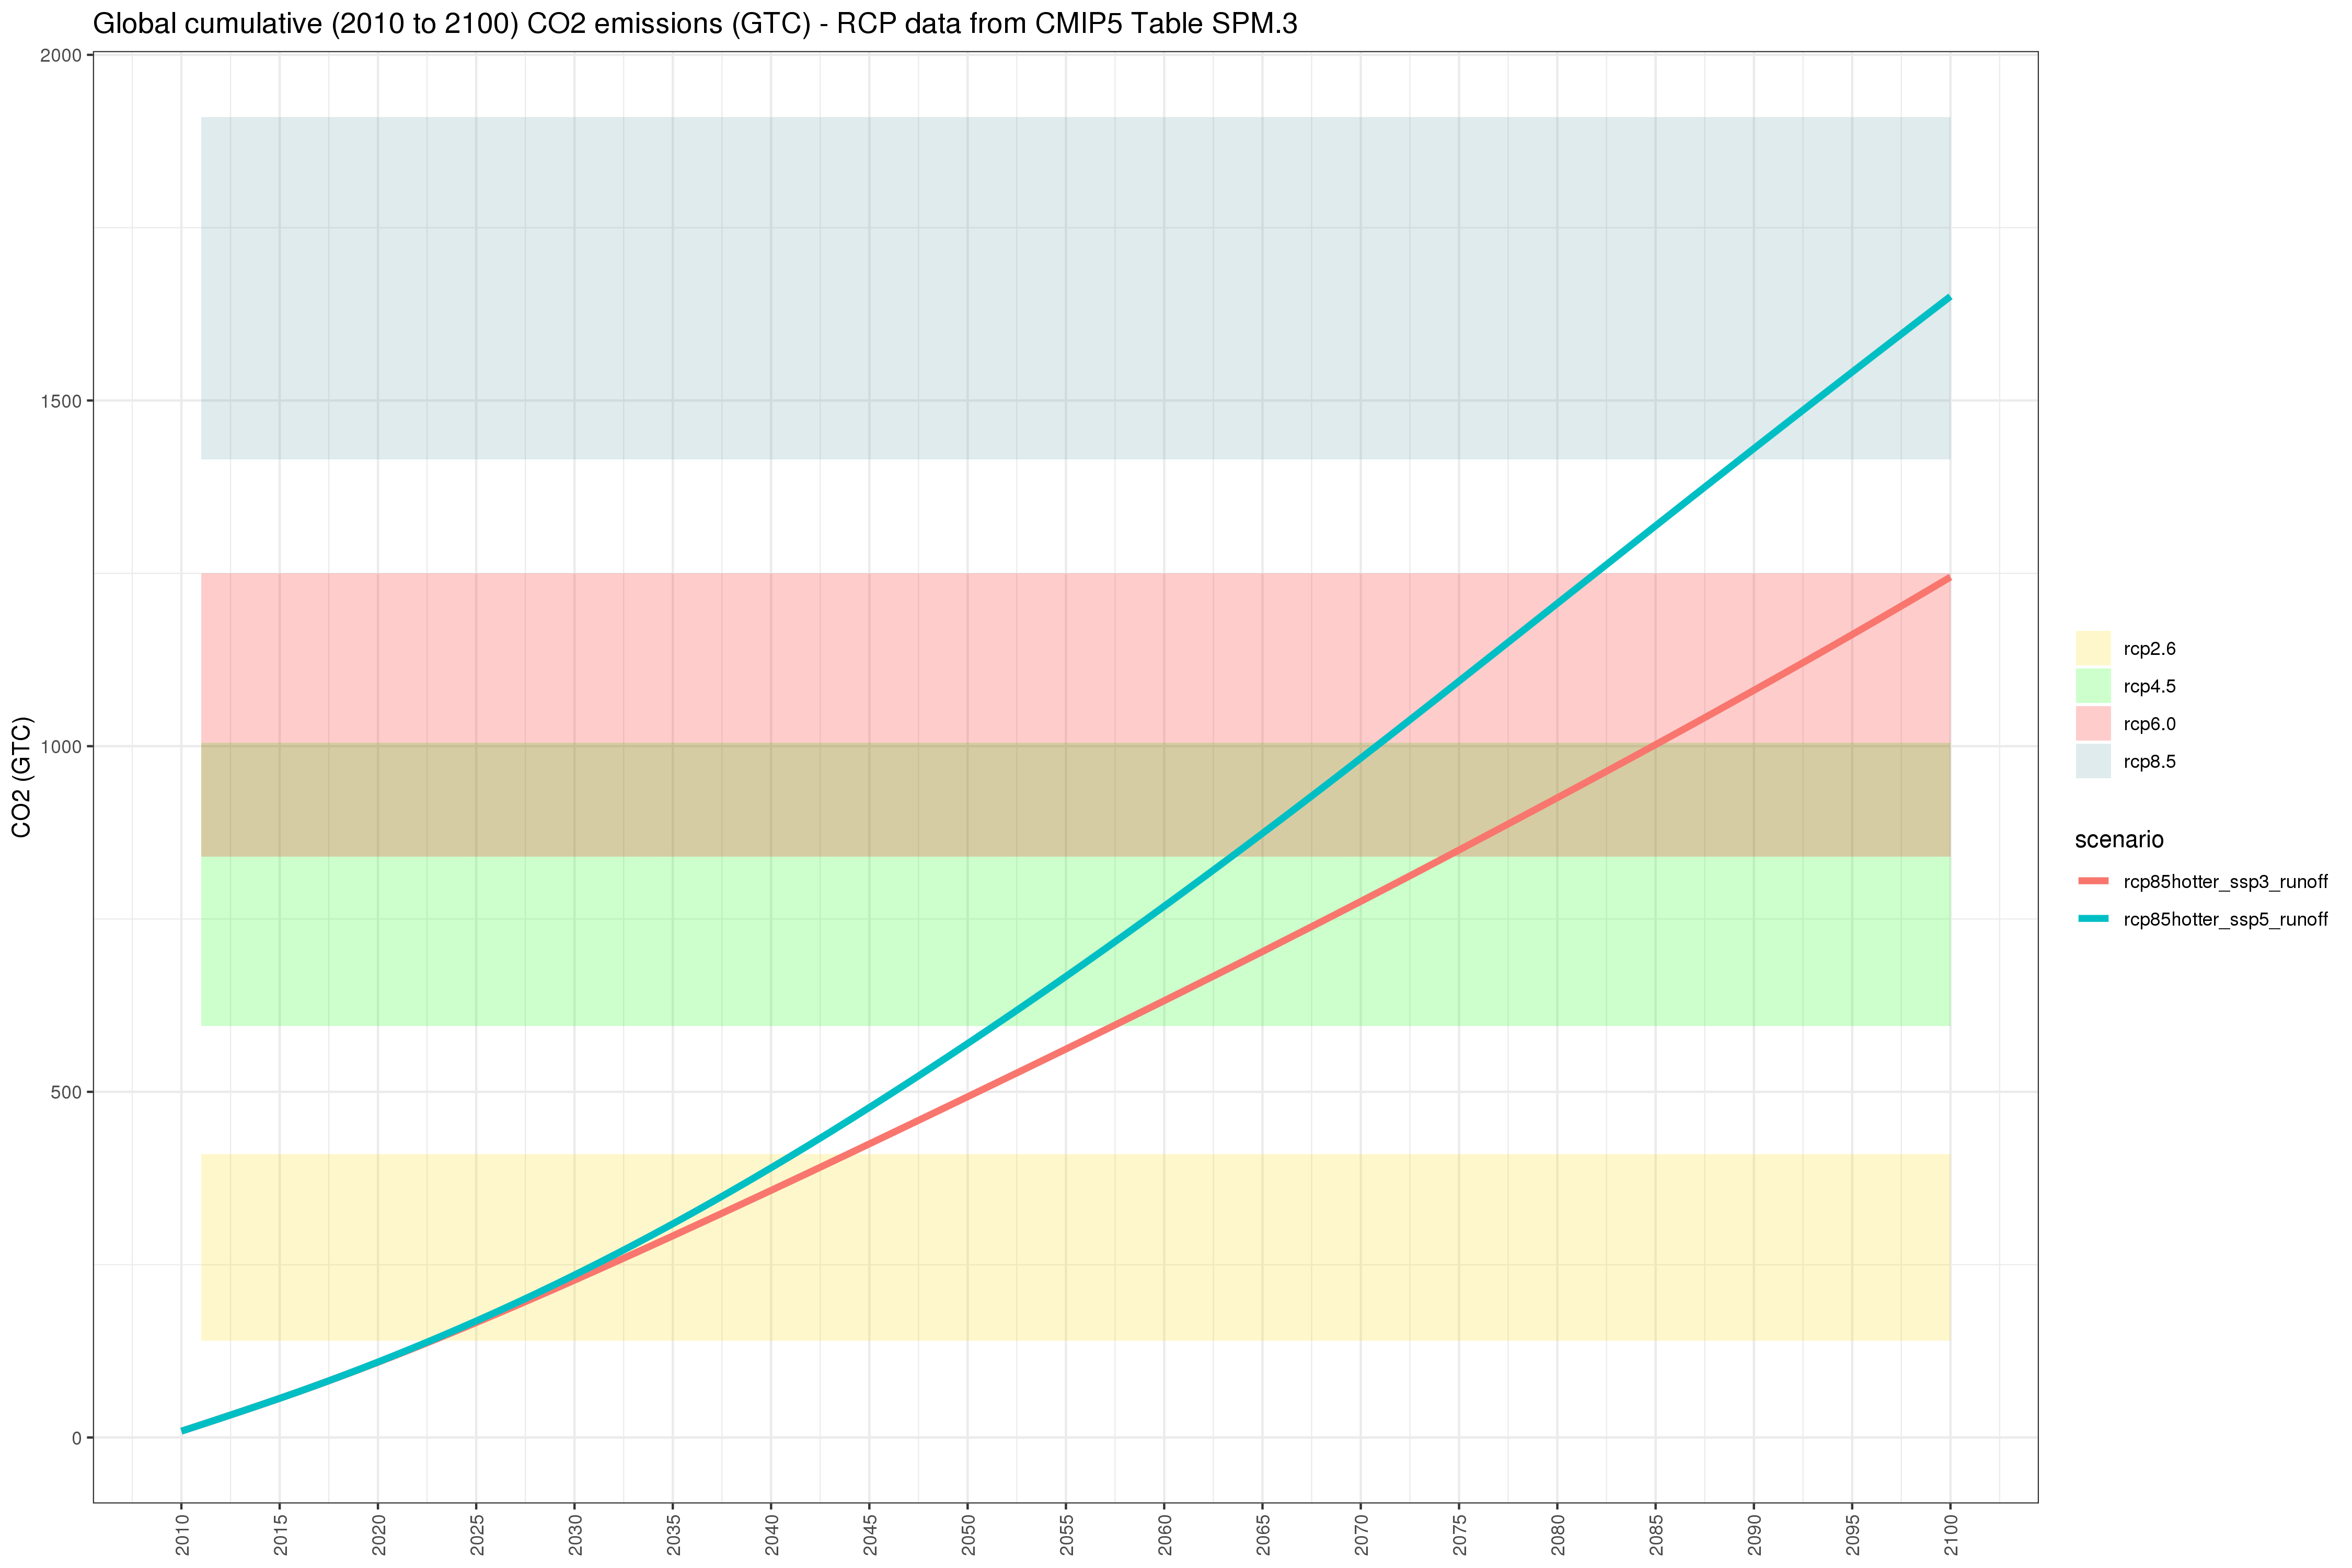 Global cumulative (2010 to 2100) CO2 emissions (GTC) - RCP data from CMIP5 Table SPM.3
CO2 (GTC)
2000
1500
1000
500
0
2010
2015
2020
2025
2030
2035
2040
2045
2050
2055
2060
2065
2070
2075
2080
2085
2090
2095
2100
rcp2.6
rcp4.5
rcp6.0
rcp8.5
scenario
rcp85hotter_ssp3_runoff
rcp85hotter_ssp5_runoff